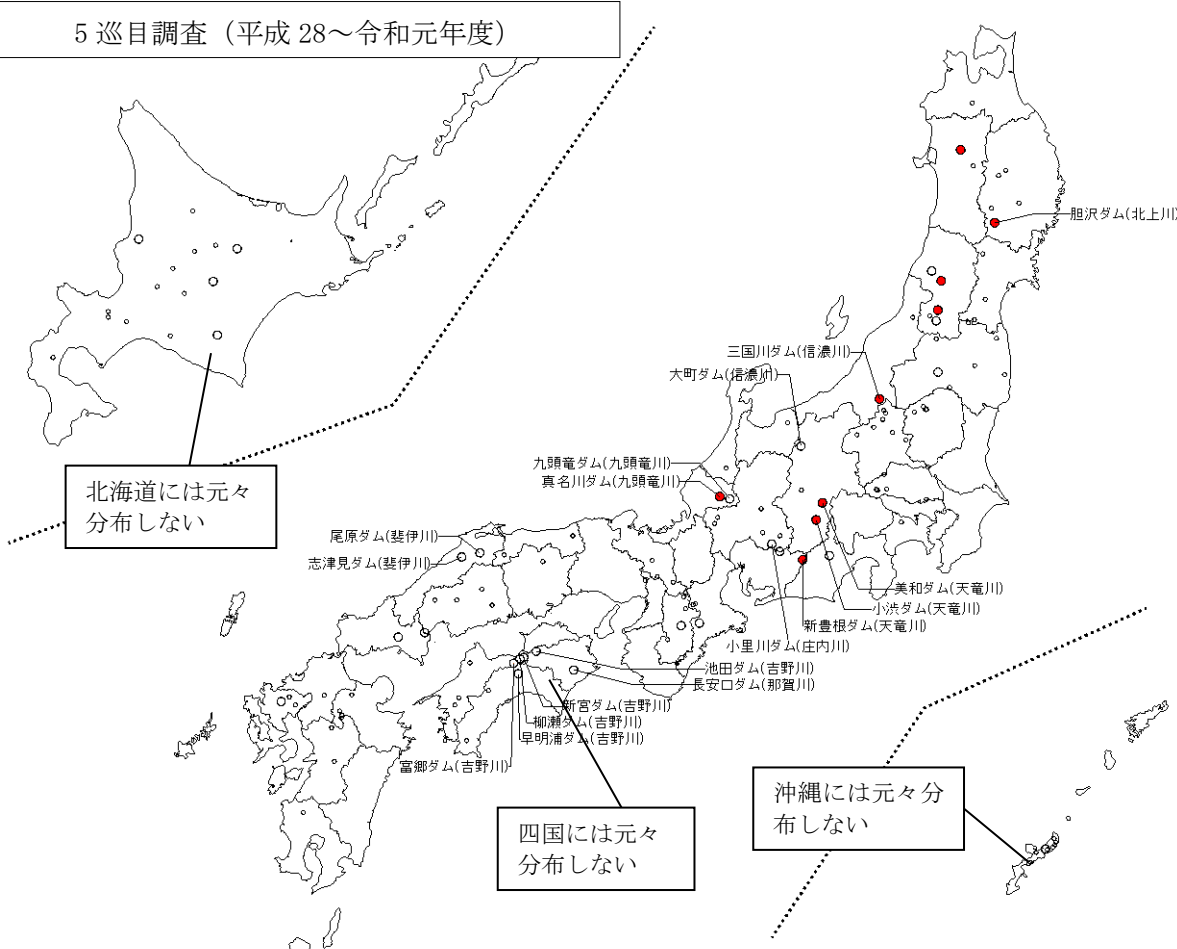 5 巡目調査（平成 28～令和元年度）
胆沢ダム(北上川)
三国川ダム(信濃川)
大町ダム(信濃川)
九頭竜ダム(九頭竜川)
真名川ダム(九頭竜川)
北海道には元々
分布しない
尾原ダム(斐伊川)
志津見ダム(斐伊川)
美和ダム(天竜川)
小渋ダム(天竜川)
新豊根ダム(天竜川)
小里川ダム(庄内川)
池田ダム(吉野川)
長安口ダム(那賀川)
新宮ダム(吉野川)
柳瀬ダム(吉野川)
早明浦ダム(吉野川)
富郷ダム(吉野川)
四国には元々
分布しない
沖縄には元々分
布しない